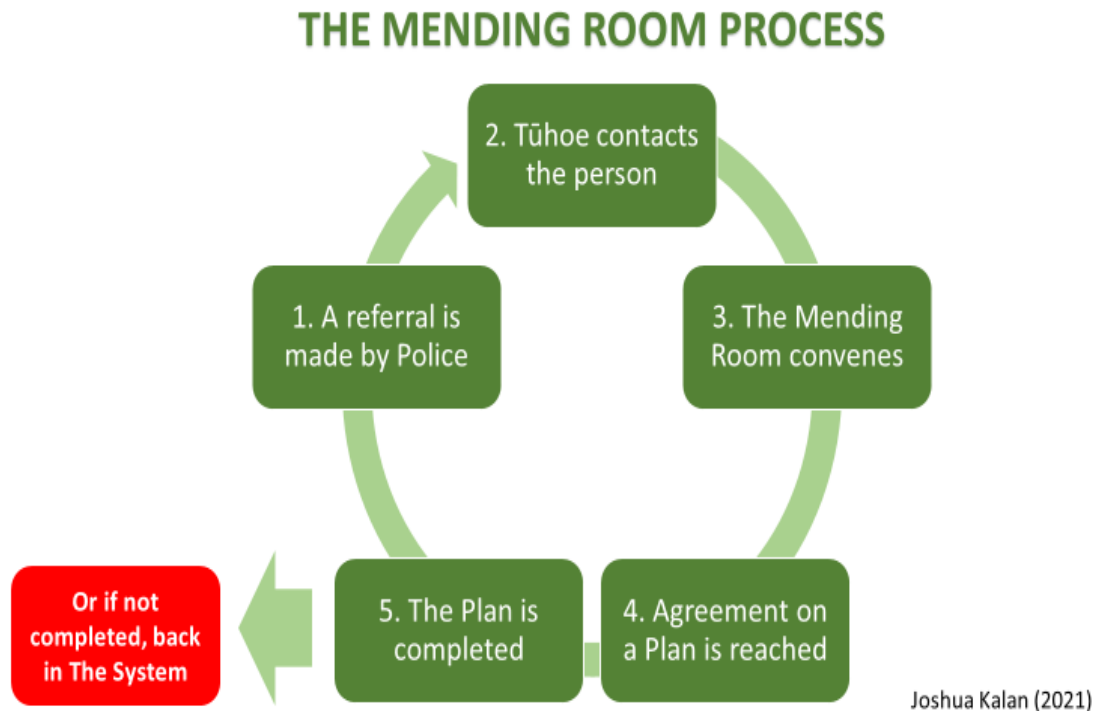 THE MENDING ROOM PROCESS
2. Tūhoe contacts
the person
1. A referral is
made by Police
3. The Mending
Room convenes
Or if not
completed, back
in The System
5. The Plan is
completed
4. Agreement on
a Plan is reached
Joshua Kalan (2021)